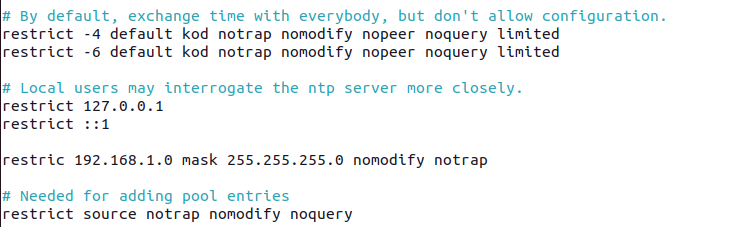 # By default, exchange time with everybody, but don't allow configuration.
restrict -4 default kod notrap nomodify nopeer noquery limited
restrict -6 default kod notrap nomodify nopeer noquery limited
# Local users may interrogate the ntp server more closely.
restrict 127.0.0.1
restrict ::1
restric 192.168.1.0 mask 255.255.255.0 nomodify notrap
# Needed for adding pool entries
restrict source notrap nomodify noquery